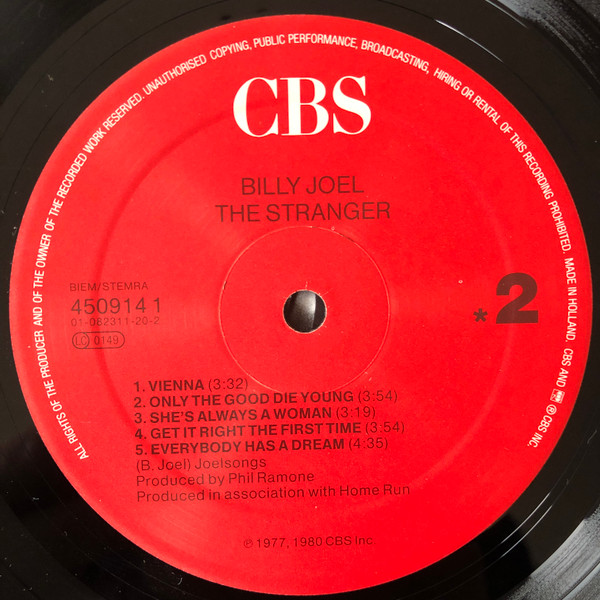 ALL RIGHTS OF THE PRODUCER AND OF THE OWNER OF THE RECORDED WORK RESERVED. UNAUTHORISED COPYING, PUBLIC PERFORMANCE, BROADCASTING, HIRING OR RENTAL OF THIS RECORDING PROHIBITED. MADE IN HOLLAND. CBS AND ® CBS INC.
CBS
BILLY JOEL
THE STRANGER
BIEM/STEMRA
450914 1
01-082311-20-2
LC 0149
*2
1. VIENNA (3:32)
2. ONLY THE GOOD DIE YOUNG (3:54)
3. SHE'S ALWAYS A WOMAN (3:19)
4. GET IT RIGHT THE FIRST TIME (3:54)
5. EVERYBODY HAS A DREAM (4:35)
(B. Joel) Joelsongs
Produced by Phil Ramone
Produced in association with Home Run
℗ 1977, 1980 CBS Inc